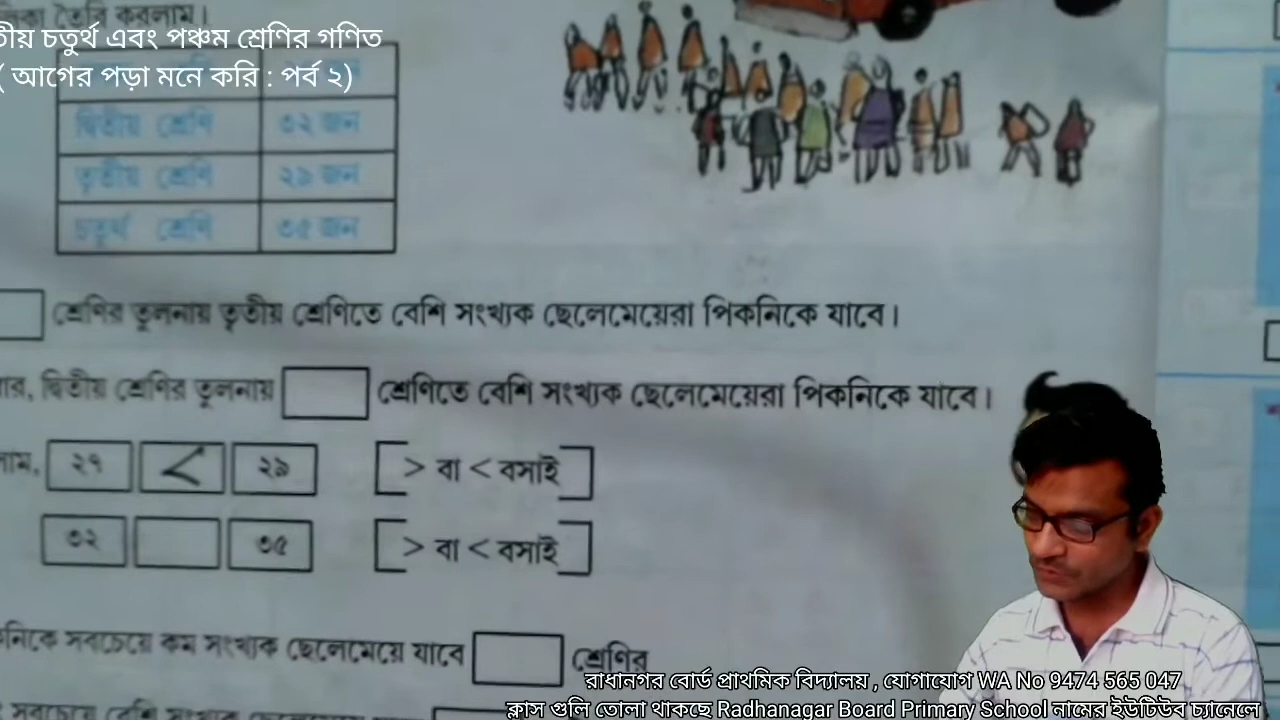 তৈরি করলাম।
তীয় চতুর্থ এবং পঞ্চম শ্রেণির গণিত
( আগের পড়া মনে করি : পর্ব ২)
দ্বিতীয় শ্রেণি ৩২ জন
তৃতীয় শ্রেণি ২৯ জন
চতুর্থ শ্রেণি ৩৫ জন
শ্রেণির তুলনায় তৃতীয় শ্রেণিতে বেশি সংখ্যক ছেলেমেয়েরা পিকনিকে যাবে।
দ্বিতীয় শ্রেণির তুলনায় শ্রেণিতে বেশি সংখ্যক ছেলেমেয়েরা পিকনিকে যাবে।
২৭ < ২৯ [ > বা < বসাই ]
৩২ ৩৫ [ > বা < বসাই ]
সবচেয়ে কম সংখ্যক ছেলেমেয়ে যাবে শ্রেণির
রাধানগর বোর্ড প্রাথমিক বিদ্যালয় , যোগাযোগ WA No 9474 565 047
ক্লাস গুলি তোলা থাকছে Radhanagar Board Primary School নামের ইউটিউব চ্যানেলে